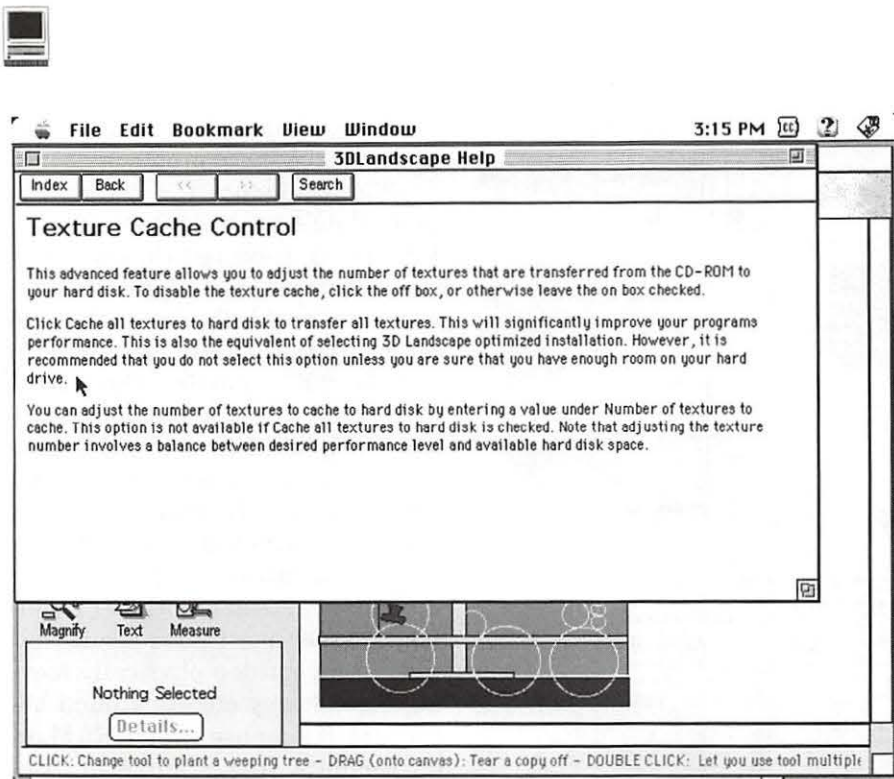 File Edit Bookmark View Window 3:15 PM
3DLandscape Help
Index Back << >> Search
Texture Cache Control
This advanced feature allows you to adjust the number of textures that are transferred from the CD-ROM to
your hard disk. To disable the texture cache, click the off box, or otherwise leave the on box checked.
Click Cache all textures to hard disk to transfer all textures. This will significantly improve your programs
performance. This is also the equivalent of selecting 3D Landscape optimized installation. However, it is
recommended that you do not select this option unless you are sure that you have enough room on your hard
drive.
You can adjust the number of textures to cache to hard disk by entering a value under Number of textures to
cache. This option is not available if Cache all textures to hard disk is checked. Note that adjusting the texture
number involves a balance between desired performance level and available hard disk space.
Magnify Text Measure
Nothing Selected
Details...
CLICK: Change tool to plant a weeping tree - DRAG (onto canvas): Tear a copy off - DOUBLE CLICK: Let you use tool multiple